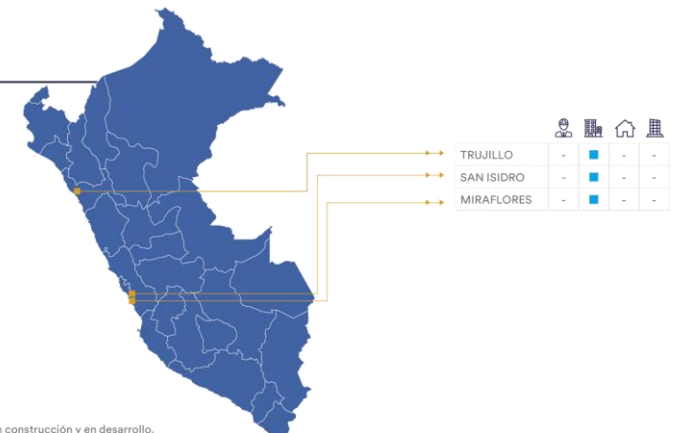 TRUJILLO - - -
SAN ISIDRO - - -
MIRAFLORES - - -
construcción y en desarrollo.